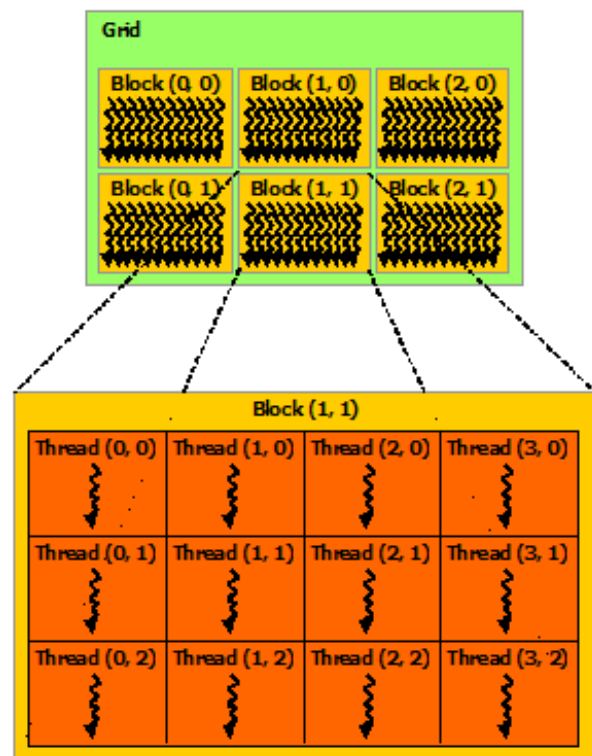 Grid
Block (0, 0) Block (1, 0) Block (2, 0)
Block (0, 1) Block (1, 1) Block (2, 1)
Block (1, 1)
Thread (0, 0) Thread (1, 0) Thread (2, 0) Thread (3, 0)
Thread (0, 1) Thread (1, 1) Thread (2, 1) Thread (3, 1)
Thread (0, 2) Thread (1, 2) Thread (2, 2) Thread (3, 2)